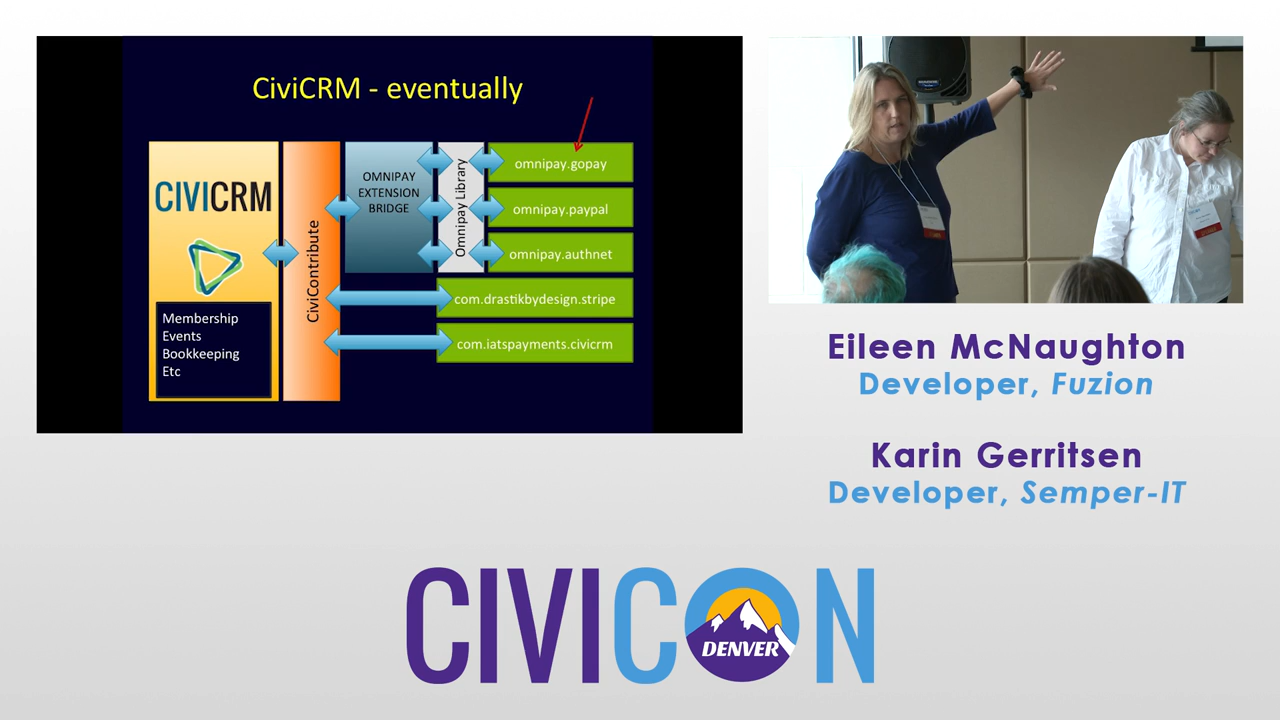 CiviCRM - eventually
CIVICRM
Membership
Events
Bookkeeping
Etc
CiviContribute
OMNIPAY
EXTENSION
BRIDGE
Omnipay Library
omnipay.gopay
omnipay.paypal
omnipay.authnet
com.drastikbydesign.stripe
com.iatspayments.civicrm
Eileen McNaughton
Developer, Fuzion
Karin Gerritsen
Developer, Semper-IT
CIVICON
DENVER